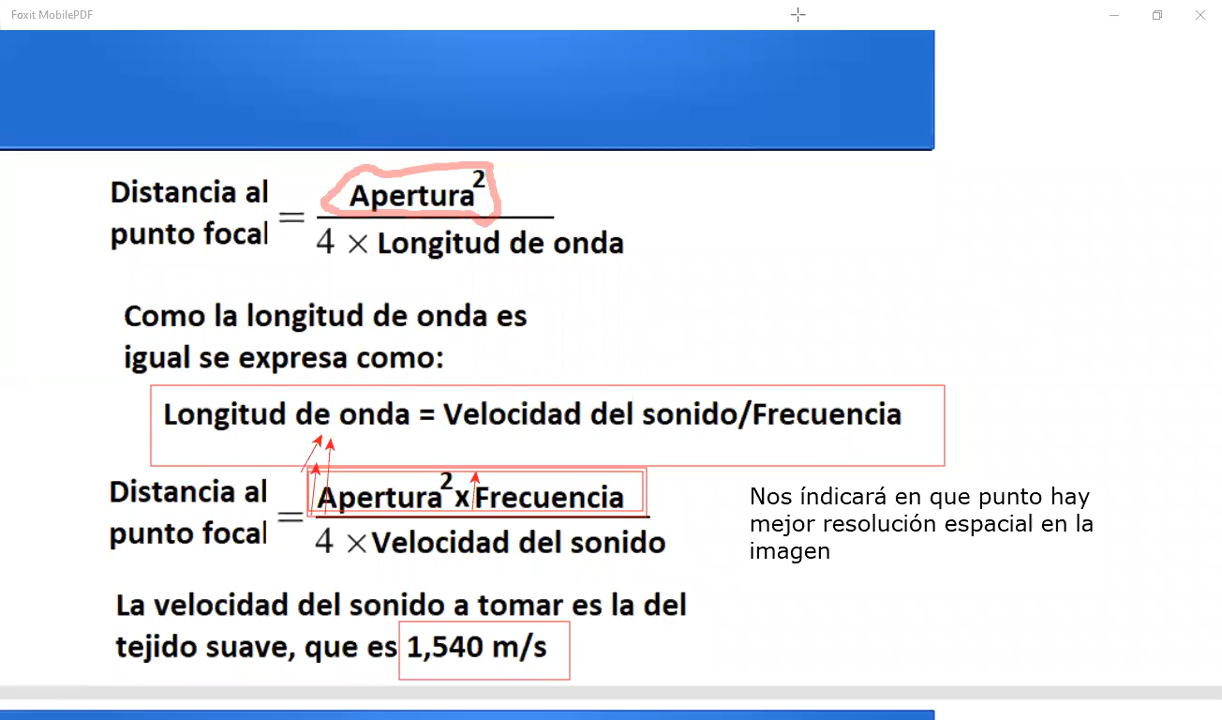 Foxit MobilePDF
Distancia al
punto focal
= Apertura²
4 × Longitud de onda
Como la longitud de onda es
igual se expresa como:
Longitud de onda = Velocidad del sonido/Frecuencia
Distancia al
punto focal
= Apertura²xFrecuencia
4 ×Velocidad del sonido
Nos índicará en que punto hay
mejor resolución espacial en la
imagen
La velocidad del sonido a tomar es la del
tejido suave, que es 1,540 m/s